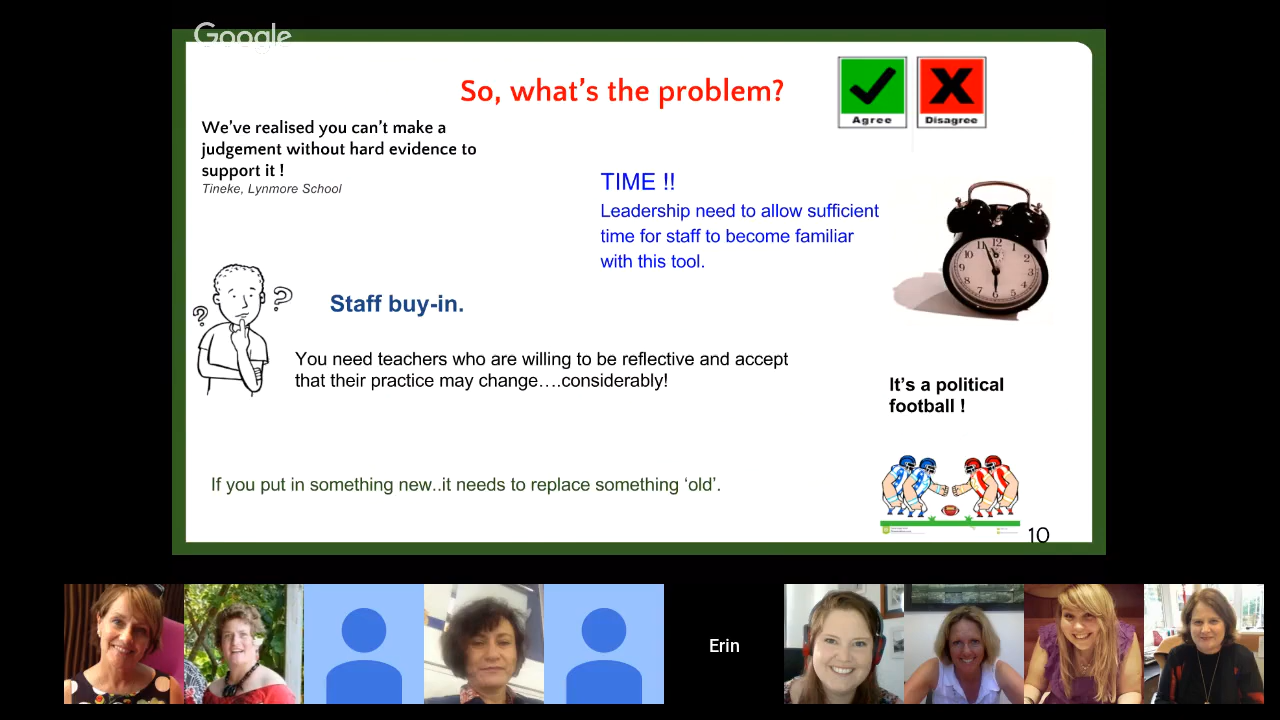 Google
So, what's the problem?
Agree
Disagree
We've realised you can't make a
judgement without hard evidence to
support it !
Tineke, Lynmore School
TIME !!
Leadership need to allow sufficient
time for staff to become familiar
with this tool.
Staff buy-in.
You need teachers who are willing to be reflective and accept
that their practice may change….considerably!
It's a political
football !
If you put in something new..it needs to replace something 'old'.
10
Erin